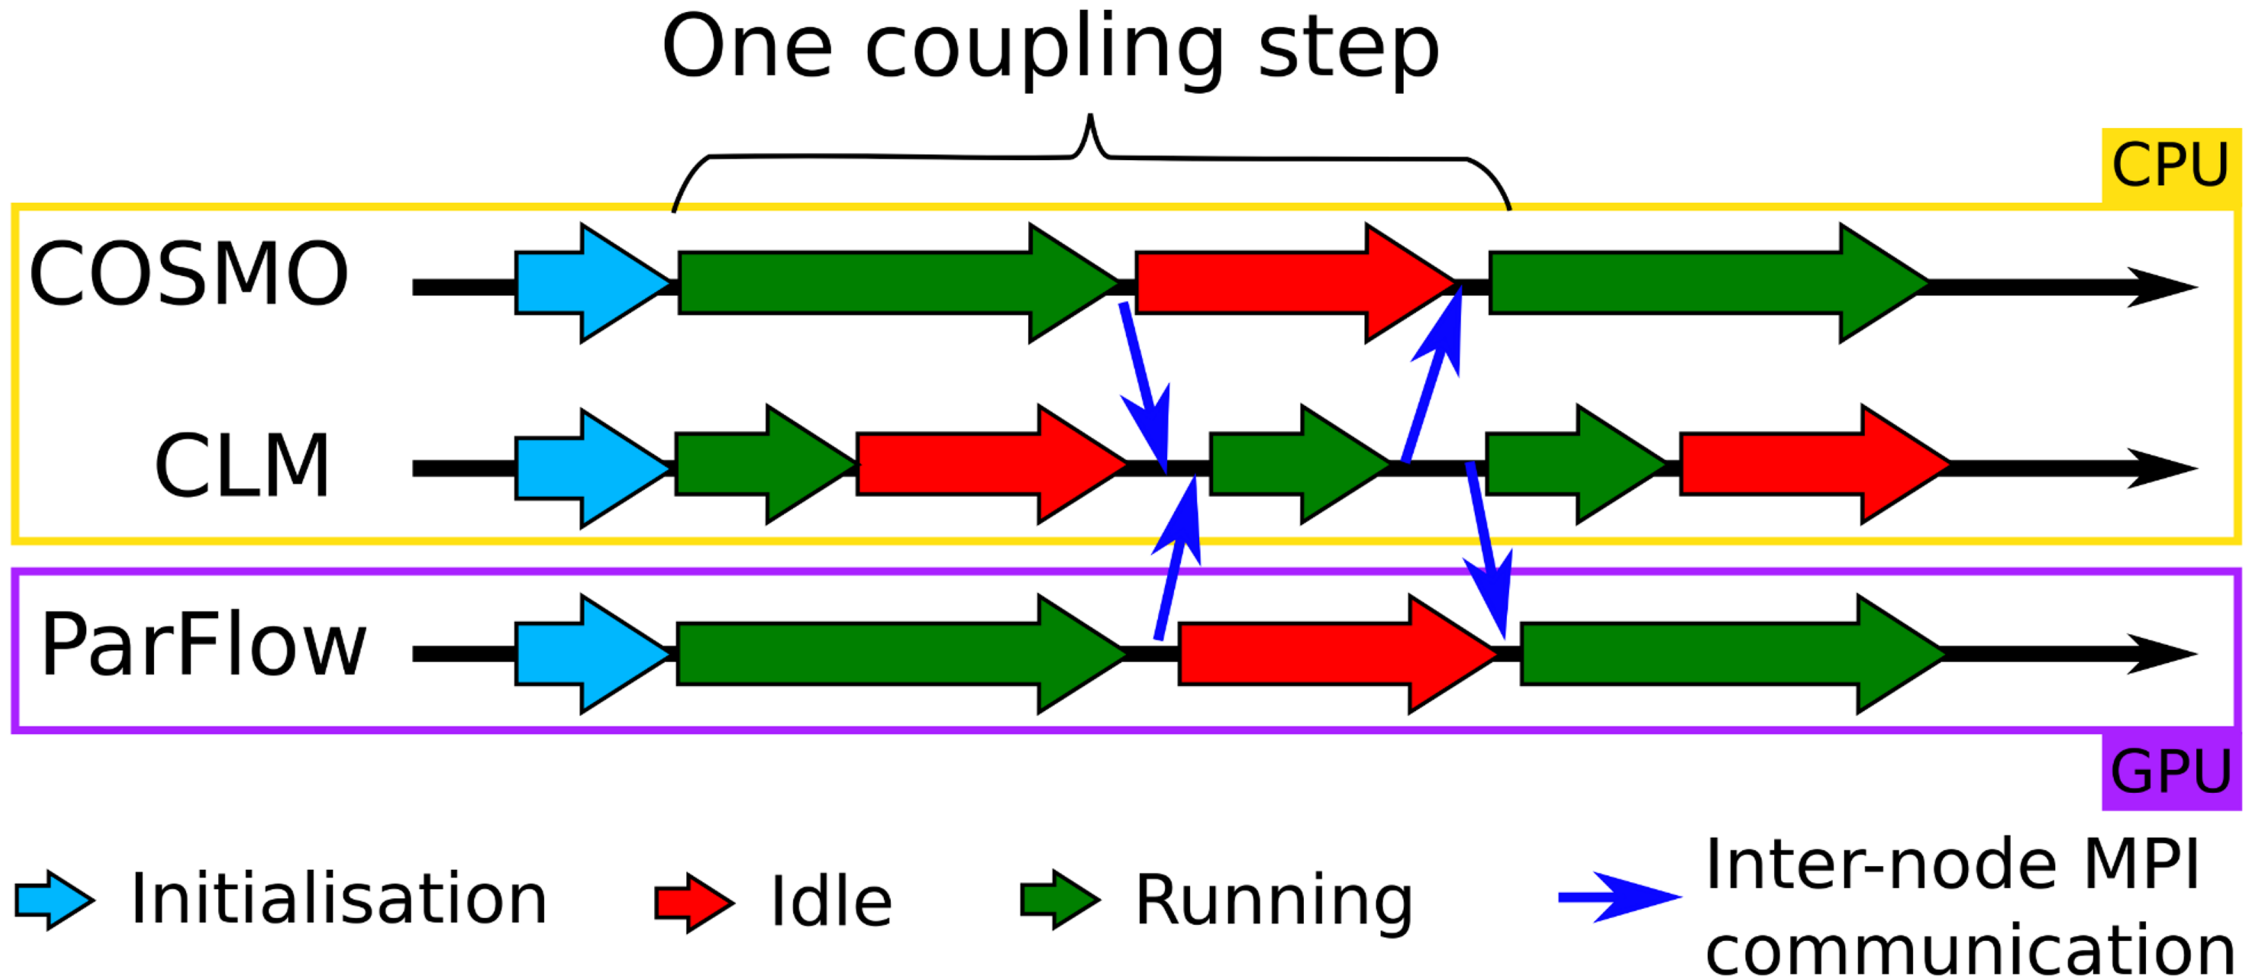 One coupling step
CPU
COSMO
CLM
ParFlow
GPU
Initialisation
Idle
Running
Inter-node MPI
communication